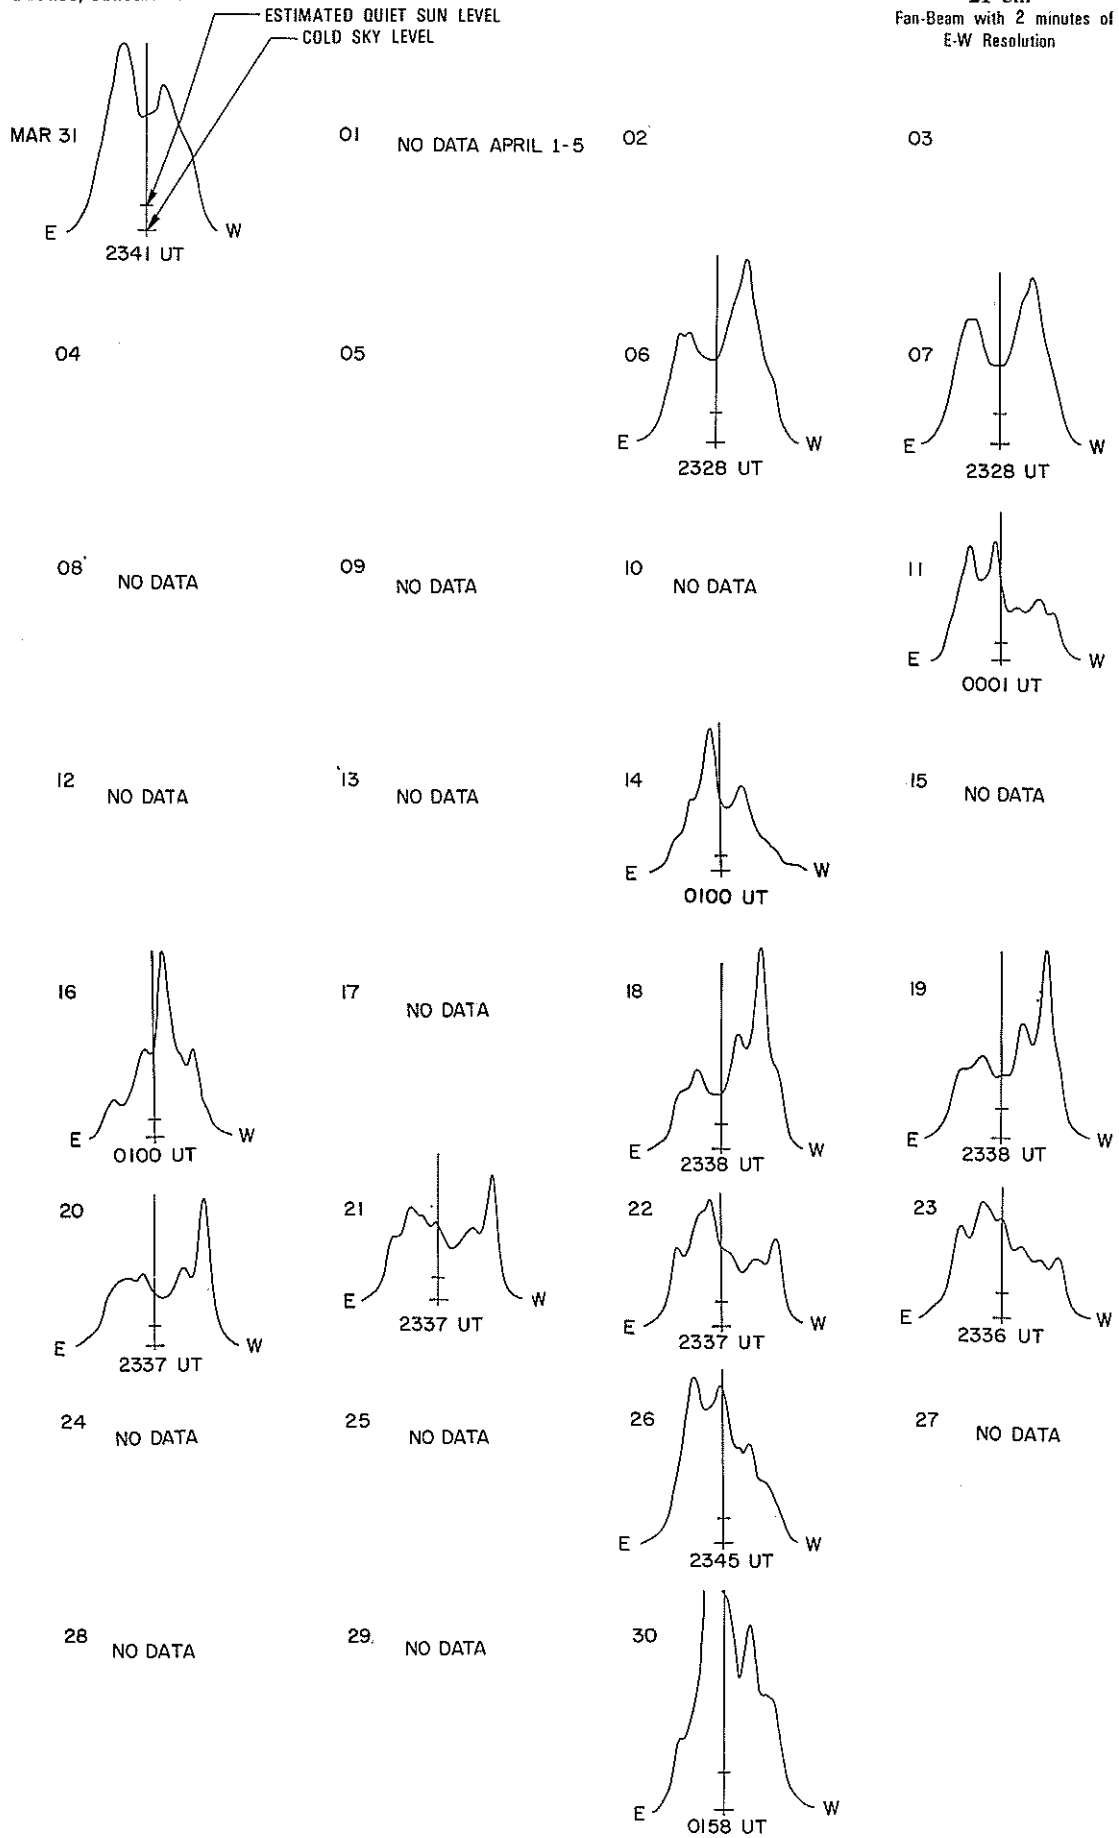 21 cm
Fan-Beam with 2 minutes of
E-W Resolution
ESTIMATED QUIET SUN LEVEL
COLD SKY LEVEL
MAR 31
E W
2341 UT
01 NO DATA APRIL 1-5
02
03
04
05
06
E W
2328 UT
07
E W
2328 UT
08 NO DATA
09 NO DATA
10 NO DATA
11
E W
0001 UT
12 NO DATA
13 NO DATA
14
E W
0100 UT
15 NO DATA
16
E W
0100 UT
17 NO DATA
18
E W
2338 UT
19
E W
2338 UT
20
E W
2337 UT
21
E W
2337 UT
22
E W
2337 UT
23
E W
2336 UT
24 NO DATA
25 NO DATA
26
E W
2345 UT
27 NO DATA
28 NO DATA
29 NO DATA
30
E W
0158 UT